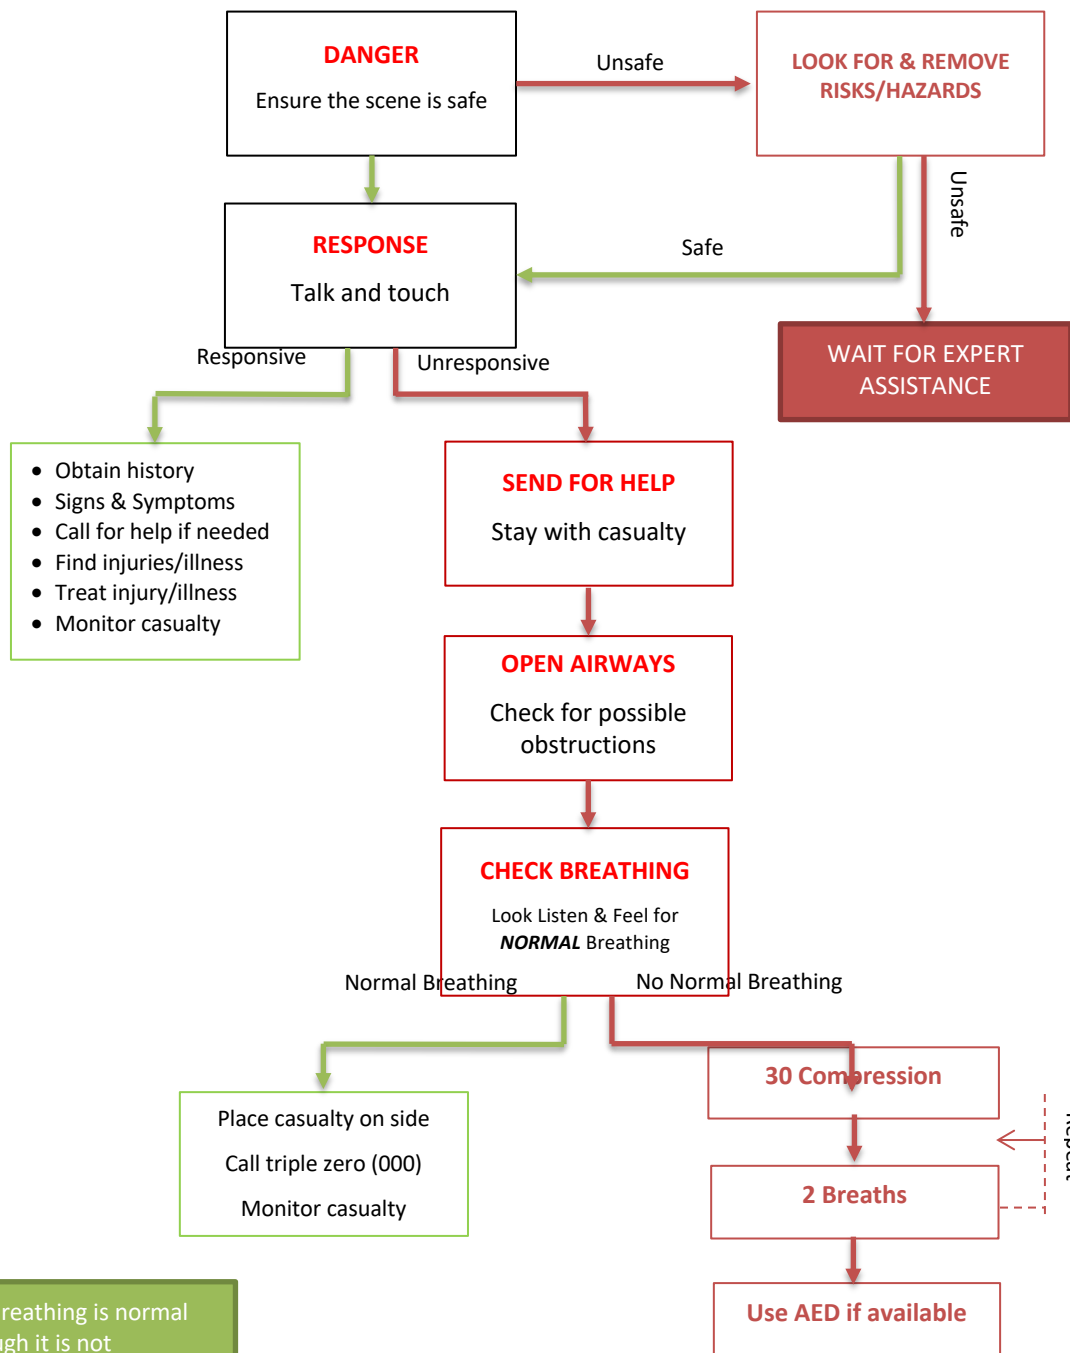 DANGER
Ensure the scene is safe
Unsafe
LOOK FOR & REMOVE
RISKS/HAZARDS
Unsafe
RESPONSE
Talk and touch
Safe
WAIT FOR EXPERT
ASSISTANCE
Responsive
Unresponsive
• Obtain history
• Signs & Symptoms
• Call for help if needed
• Find injuries/illness
• Treat injury/illness
• Monitor casualty
SEND FOR HELP
Stay with casualty
OPEN AIRWAYS
Check for possible
obstructions
CHECK BREATHING
Look Listen & Feel for
NORMAL Breathing
Normal Breathing
No Normal Breathing
Place casualty on side
Call triple zero (000)
Monitor casualty
30 Compression
Repeat
2 Breaths
Use AED if available
reathing is normal
ugh it is not